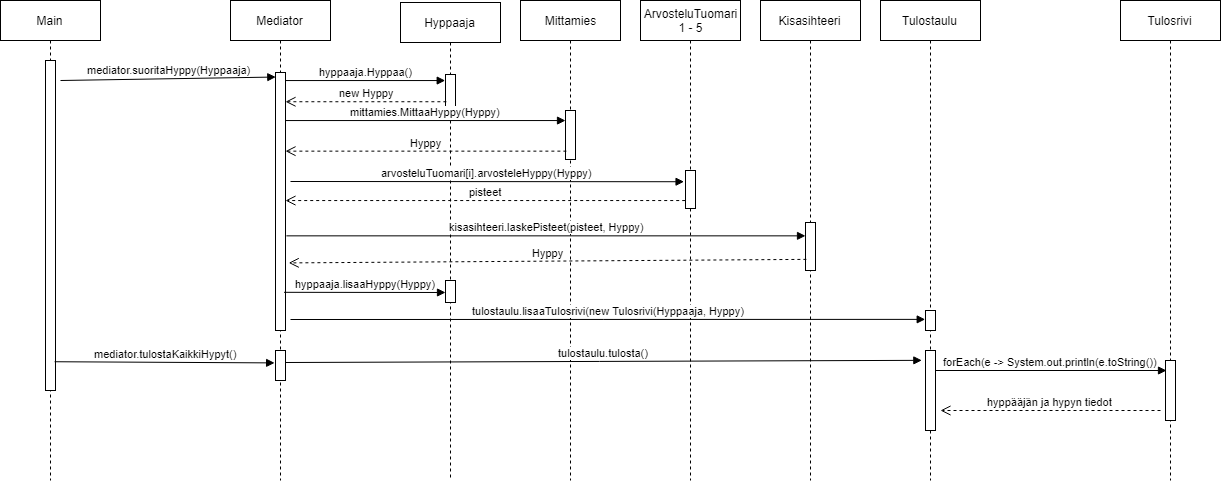 Main
Mediator
Hyppaaja
Mittamies
ArvosteluTuomari
1 - 5
Kisasihteeri
Tulostaulu
Tulosrivi
mediator.suoritaHyppy(Hyppaaja)
hyppaaja.Hyppaa()
new Hyppy
mittamies.MittaaHyppy(Hyppy)
Hyppy
arvosteluTuomari[i].arvosteleHyppy(Hyppy)
pisteet
kisasihteeri.laskePisteet(pisteet, Hyppy)
Hyppy
hyppaaja.lisaaHyppy(Hyppy)
tulostaulu.lisaaTulosrivi(new Tulosrivi(Hyppaaja, Hyppy)
mediator.tulostaKaikkiHypyt()
tulostaulu.tulosta()
forEach(e -> System.out.println(e.toString())
hyppääjän ja hypyn tiedot